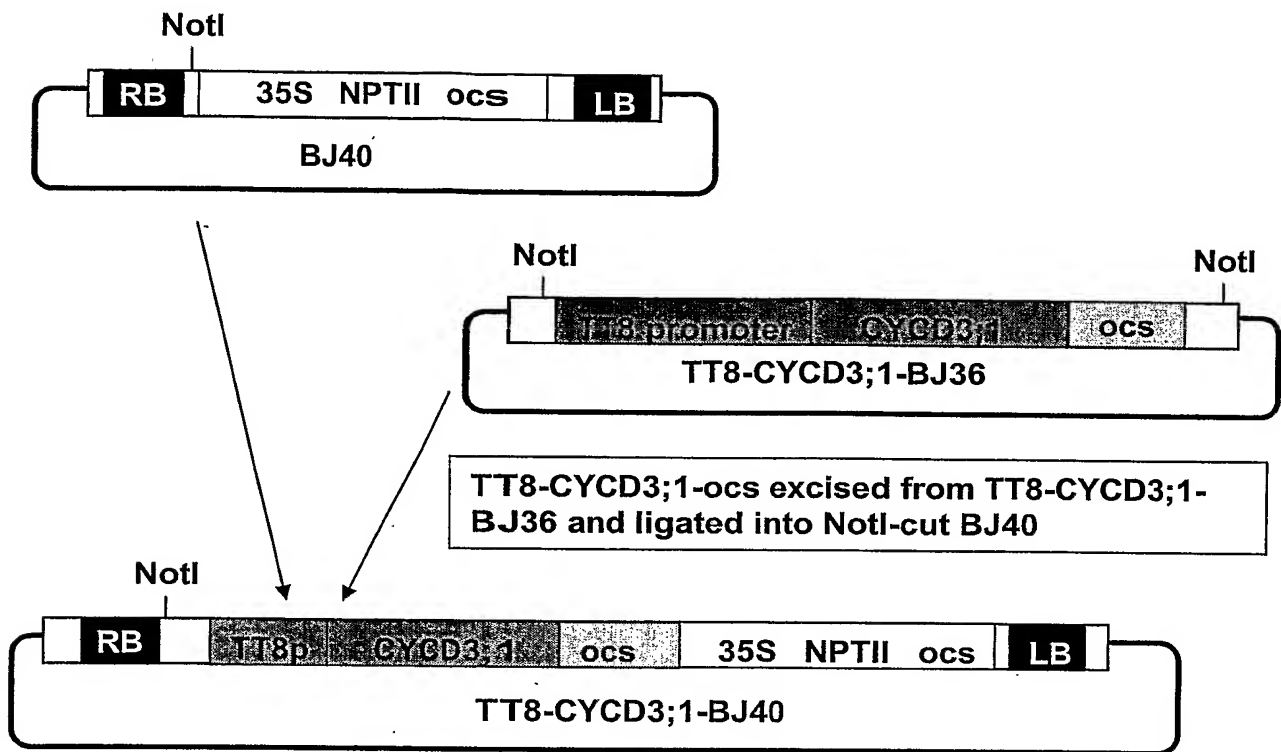 NotI
RB 35S NPTII ocs LB
BJ40
NotI NotI
TT8 promoter CYCD3;1 ocs
TT8-CYCD3;1-BJ36
TT8-CYCD3;1-ocs excised from TT8-CYCD3;1-
BJ36 and ligated into NotI-cut BJ40
NotI
RB TT8p CYCD3;1 ocs 35S NPTII ocs LB
TT8-CYCD3;1-BJ40